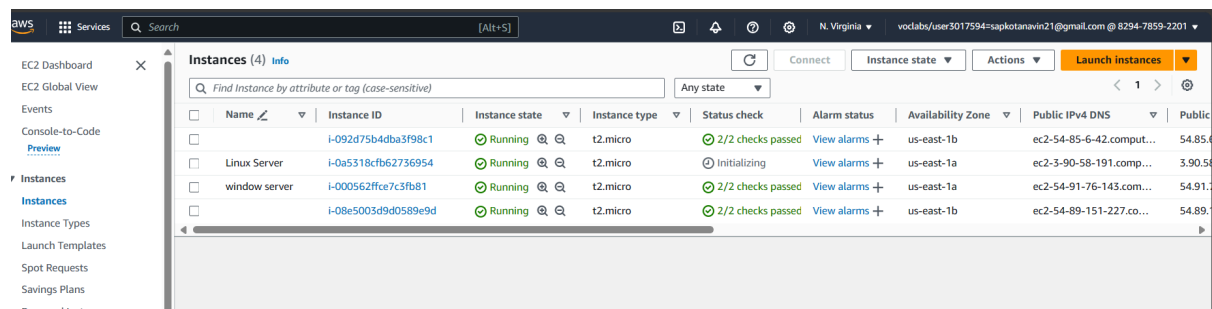 aws Services Search [Alt+S] N. Virginia voclabs/user3017594=sapkotanavin21@gmail.com @ 8294-7859-2201
EC2 Dashboard
EC2 Global View
Events
Console-to-Code
Preview
Instances
Instances
Instance Types
Launch Templates
Spot Requests
Savings Plans
Instances (4) Info Connect Instance state Actions Launch instances
Find Instance by attribute or tag (case-sensitive) Any state 1
Name Instance ID Instance state Instance type Status check Alarm status Availability Zone Public IPv4 DNS Public
i-092d75b4dba3f98c1 Running t2.micro 2/2 checks passed View alarms us-east-1b ec2-54-85-6-42.comput... 54.85.6
Linux Server i-0a5318cfb62736954 Running t2.micro Initializing View alarms us-east-1a ec2-3-90-58-191.comp... 3.90.58
window server i-000562ffce7c3fb81 Running t2.micro 2/2 checks passed View alarms us-east-1a ec2-54-91-76-143.com... 54.91.7
i-08e5003d9d0589e9d Running t2.micro 2/2 checks passed View alarms us-east-1b ec2-54-89-151-227.co... 54.89.1